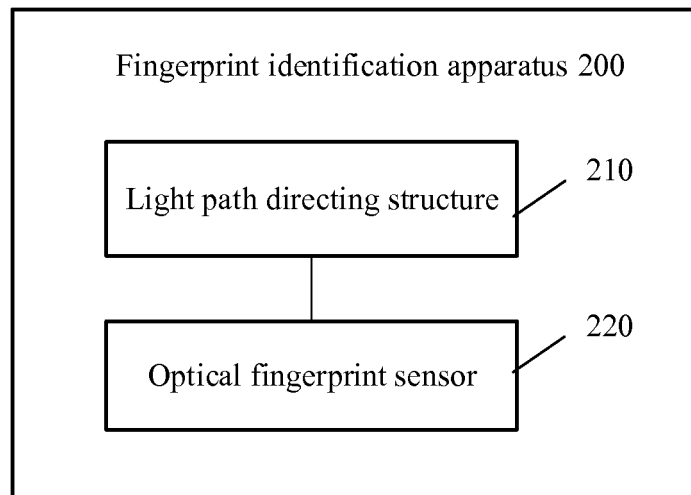 Fingerprint identification apparatus 200
Light path directing structure
210
Optical fingerprint sensor
220